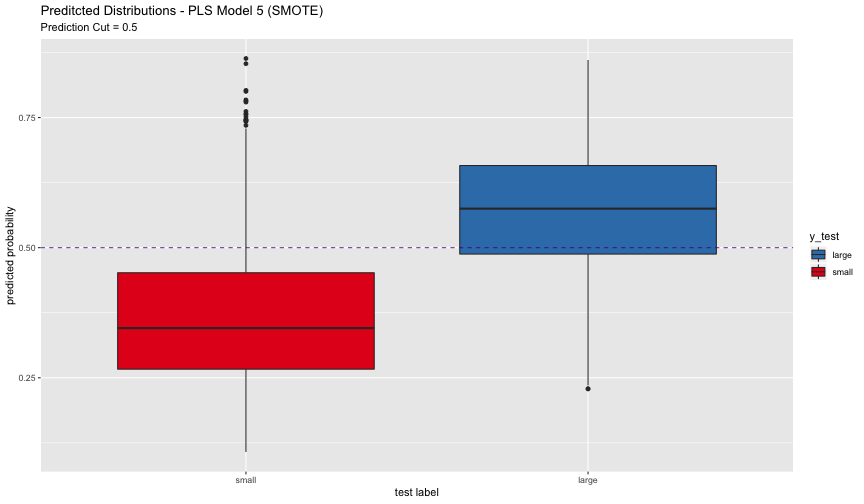 Preditcted Distributions - PLS Model 5 (SMOTE)
Prediction Cut = 0.5
0.75
0.50
0.25
predicted probability
small
large
test label
y_test
large
small